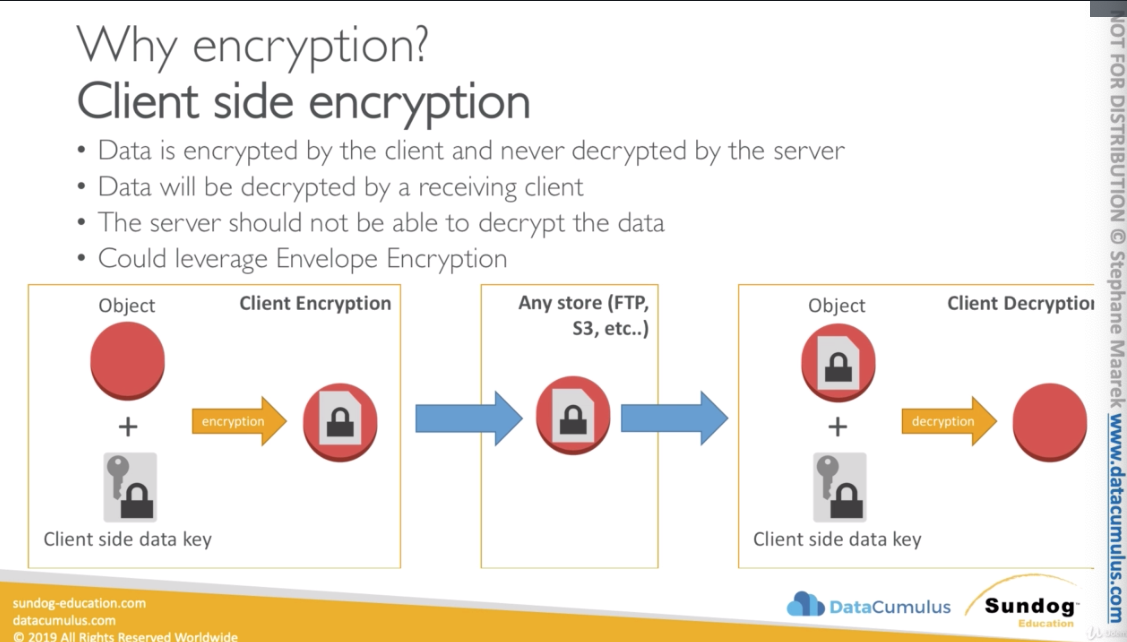 Why encryption?
Client side encryption
• Data is encrypted by the client and never decrypted by the server
• Data will be decrypted by a receiving client
• The server should not be able to decrypt the data
• Could leverage Envelope Encryption
Object
Client Encryption
+
encryption
Client side data key
Any store (FTP,
S3, etc..)
Object
Client Decryption
+
decryption
Client side data key
sundog-education.com
datacumulus.com
© 2019 All Rights Reserved Worldwide
DataCumulus
Sundog
Education
NOT FOR DISTRIBUTION © Stephane Maarek www.datacumulus.com